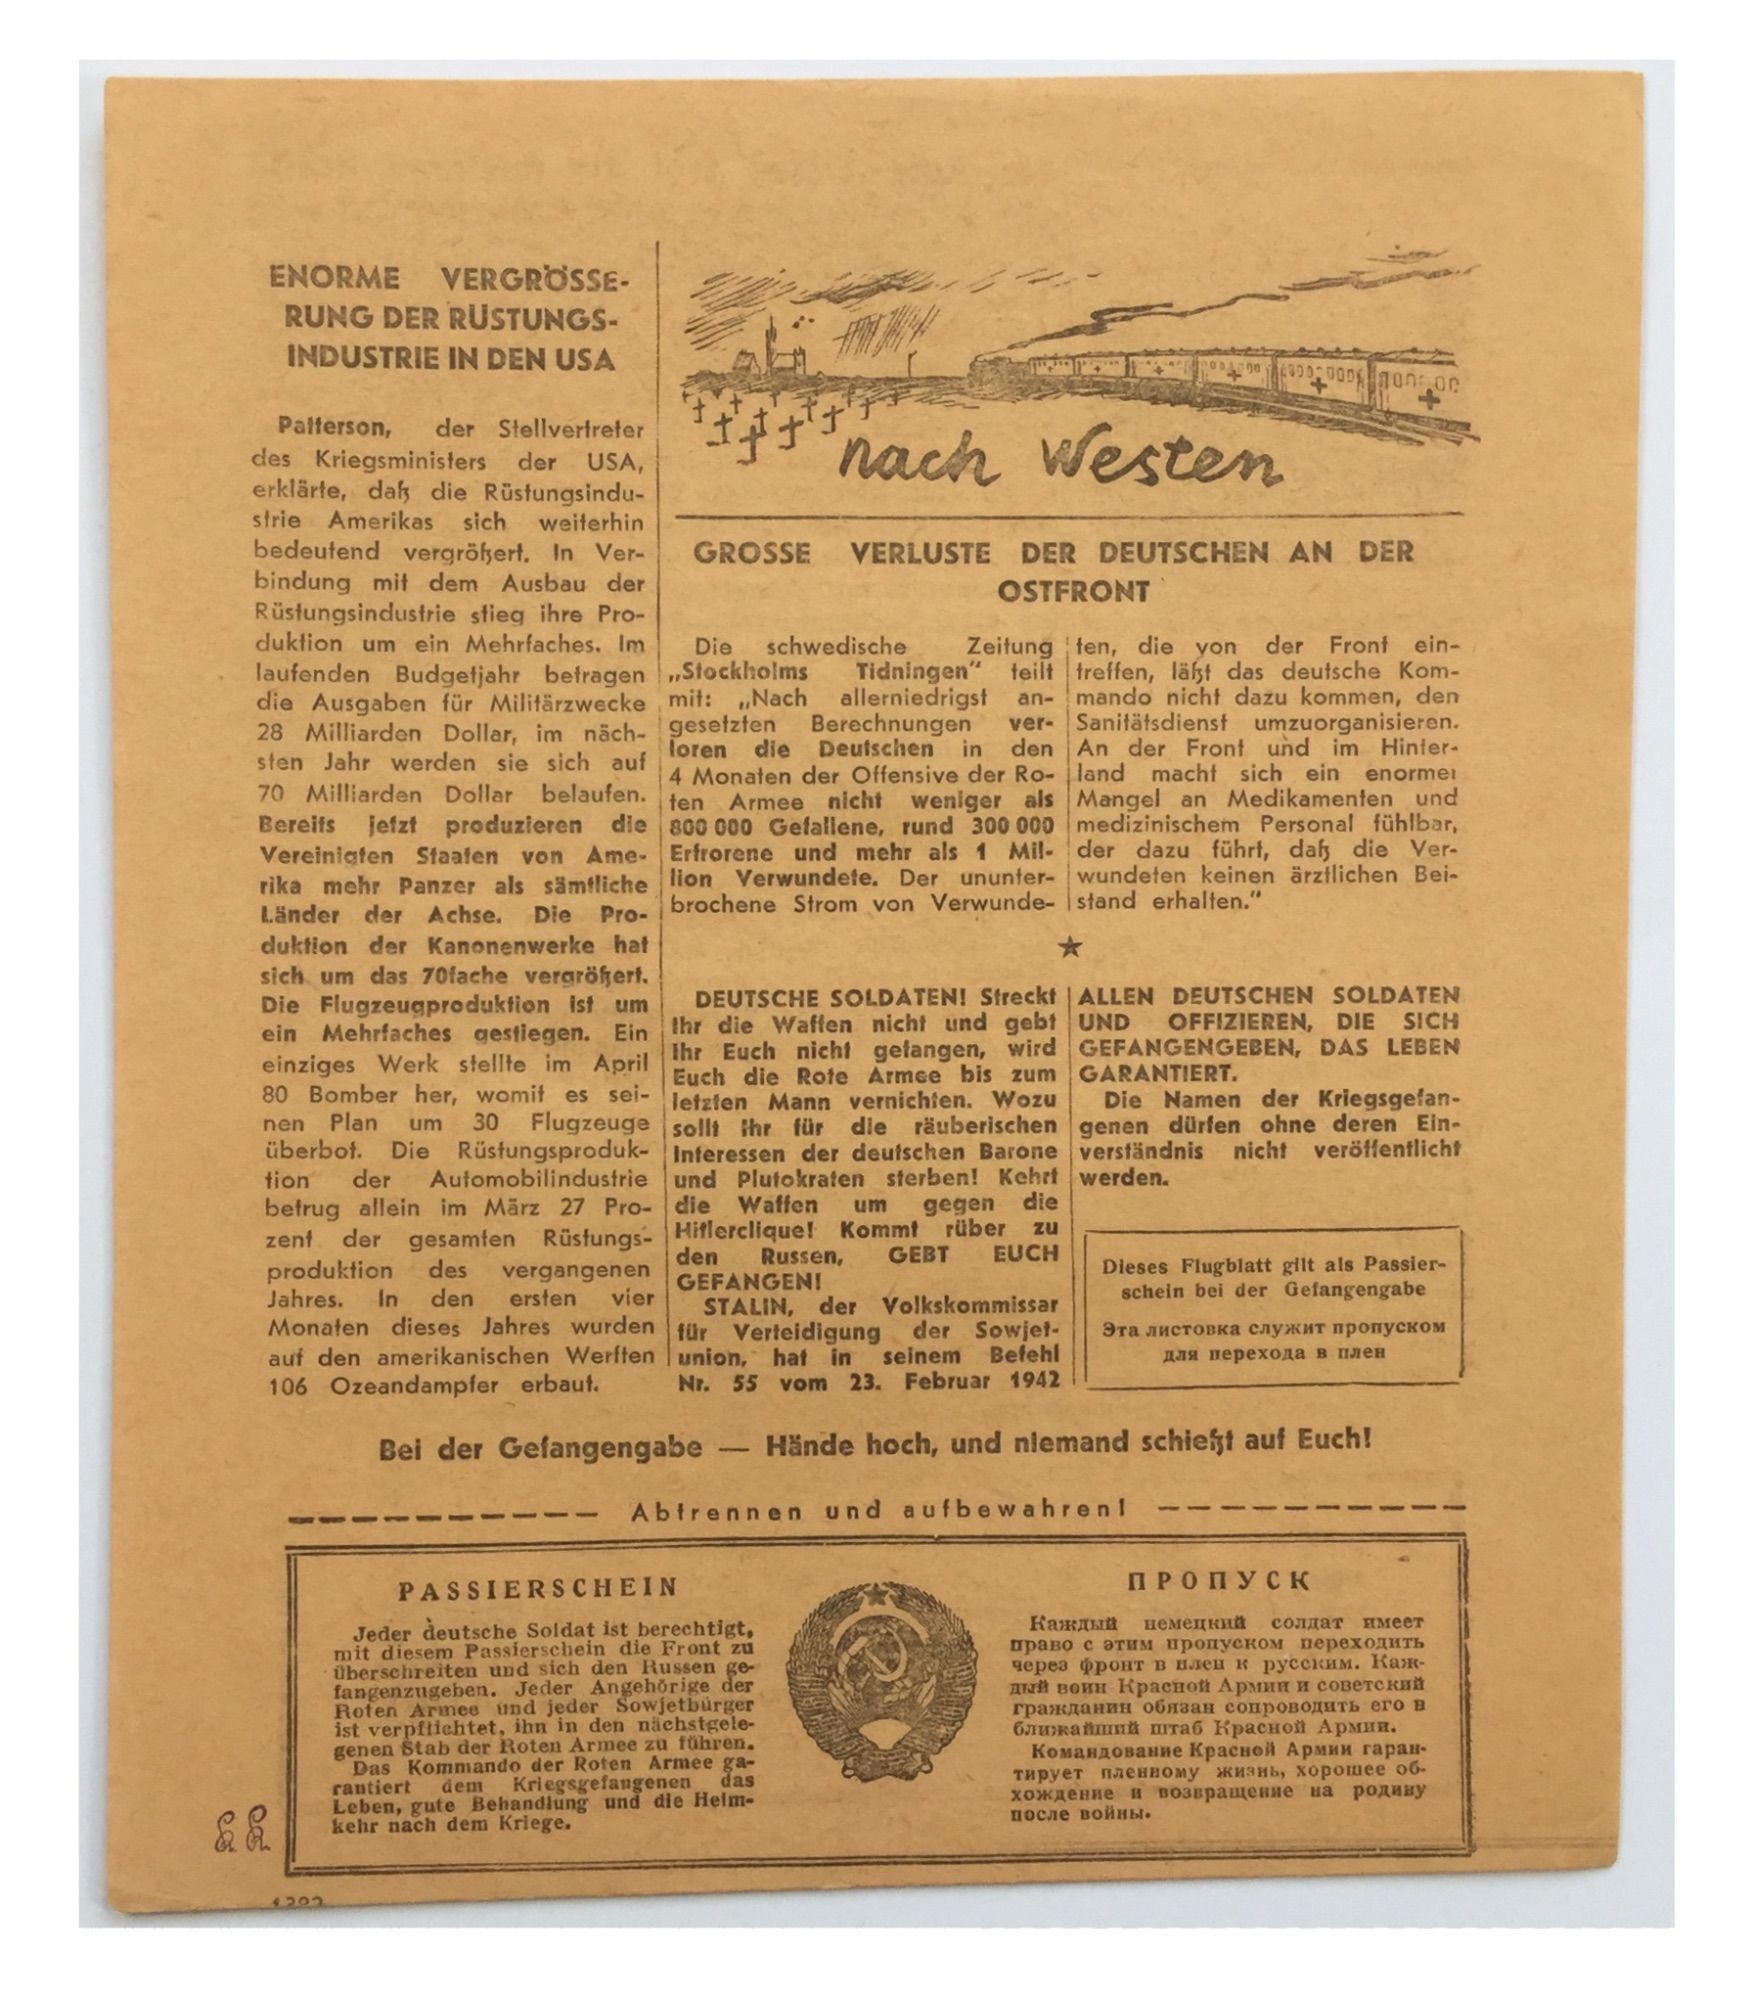 ENORME VERGRÖSSE-
RUNG DER RÜSTUNGS-
INDUSTRIE IN DEN USA
Patterson, der Stellvertreter
des Kriegsministers der USA,
erklärte, daß die Rüstungsindu-
strie Amerikas sich weiterhin
bedeutend vergrößert. In Ver-
bindung mit dem Ausbau der
Rüstungsindustrie stieg ihre Pro-
duktion um ein Mehrfaches. Im
laufenden Budgetjahr betragen
die Ausgaben für Militärzwecke
28 Milliarden Dollar, im näch-
sten Jahr werden sie sich auf
70 Milliarden Dollar belaufen.
Bereits jetzt produzieren die
Vereinigten Staaten von Ame-
rika mehr Panzer als sämtliche
Länder der Achse. Die Pro-
duktion der Kanonenwerke hat
sich um das 70fache vergrößert.
Die Flugzeugproduktion ist um
ein Mehrfaches gestiegen. Ein
einziges Werk stellte im April
80 Bomber her, womit es sei-
nen Plan um 30 Flugzeuge
überbot. Die Rüstungsproduk-
tion der Automobilindustrie
betrug allein im März 27 Pro-
zent der gesamten Rüstungs-
produktion des vergangenen
Jahres. In den ersten vier
Monaten dieses Jahres wurden
auf den amerikanischen Werften
106 Ozeandampfer erbaut.
nach Westen
GROSSE VERLUSTE DER DEUTSCHEN AN DER
OSTFRONT
Die schwedische Zeitung
„Stockholms Tidningen“ teilt
mit: „Nach allerniedrigst an-
gesetzten Berechnungen ver-
loren die Deutschen in den
4 Monaten der Offensive der Ro-
ten Armee nicht weniger als
800 000 Gefallene, rund 300 000
Erfrorene und mehr als 1 Mil-
lion Verwundete. Der ununter-
brochene Strom von Verwunde-
ten, die von der Front ein-
treffen, läßt das deutsche Kom-
mando nicht dazu kommen, den
Sanitätsdienst umzuorganisieren.
An der Front und im Hinter-
land macht sich ein enormer
Mangel an Medikamenten und
medizinischem Personal fühlbar,
der dazu führt, daß die Ver-
wundeten keinen ärztlichen Bei-
stand erhalten.“
★
DEUTSCHE SOLDATEN! Streckt
Ihr die Waffen nicht und gebt
Ihr Euch nicht gefangen, wird
Euch die Rote Armee bis zum
letzten Mann vernichten. Wozu
sollt Ihr für die räuberischen
Interessen der deutschen Barone
und Plutokraten sterben! Kehrt
die Waffen um gegen die
Hitlerclique! Kommt rüber zu
den Russen, GEBT EUCH
GEFANGEN!
STALIN, der Volkskommissar
für Verteidigung der Sowjet-
union, hat in seinem Befehl
Nr. 55 vom 23. Februar 1942
ALLEN DEUTSCHEN SOLDATEN
UND OFFIZIEREN, DIE SICH
GEFANGENGEBEN, DAS LEBEN
GARANTIERT.
Die Namen der Kriegsgefan-
genen dürfen ohne deren Ein-
verständnis nicht veröffentlicht
werden.
Dieses Flugblatt gilt als Passier-
schein bei der Gefangengabe
Эта листовка служит пропуском
для перехода в плен
Bei der Gefangengabe — Hände hoch, und niemand schießt auf Euch!
Abtrennen und aufbewahren!
PASSIERSCHEIN
Jeder deutsche Soldat ist berechtigt,
mit diesem Passierschein die Front zu
überschreiten und sich den Russen ge-
fangenzugeben. Jeder Angehörige der
Roten Armee und jeder Sowjetbürger
ist verpflichtet, ihn in den nächstgele-
genen Stab der Roten Armee zu führen.
Das Kommando der Roten Armee ga-
rantiert dem Kriegsgefangenen das
Leben, gute Behandlung und die Heim-
kehr nach dem Kriege.
ПРОПУСК
Каждый немецкий солдат имеет
право с этим пропуском переходить
через фронт в плен к русским. Каж-
дый воин Красной Армии и советский
гражданин обязан сопроводить его в
ближайший штаб Красной Армии.
Командование Красной Армии гаран-
тирует пленному жизнь, хорошее об-
хождение и возвращение на родину
после войны.